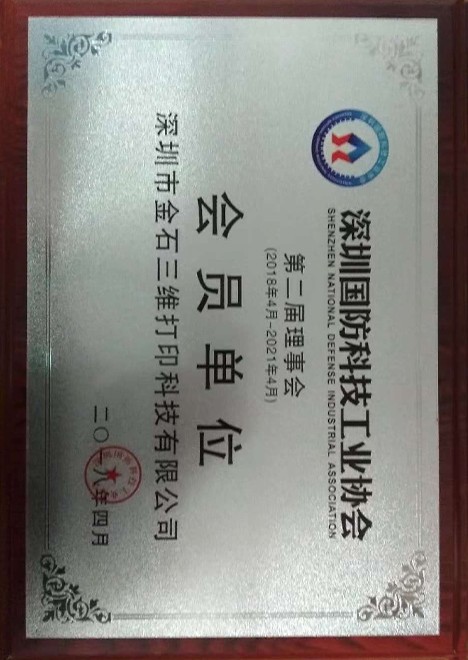 深圳国防科技工业协会
SHENZHEN NATIONAL DEFENSE INDUSTRIAL ASSOCIATION
第二届理事会
(2018年4月-2021年4月)
会员单位
深圳市金石三维打印科技有限公司
二〇一八年四月